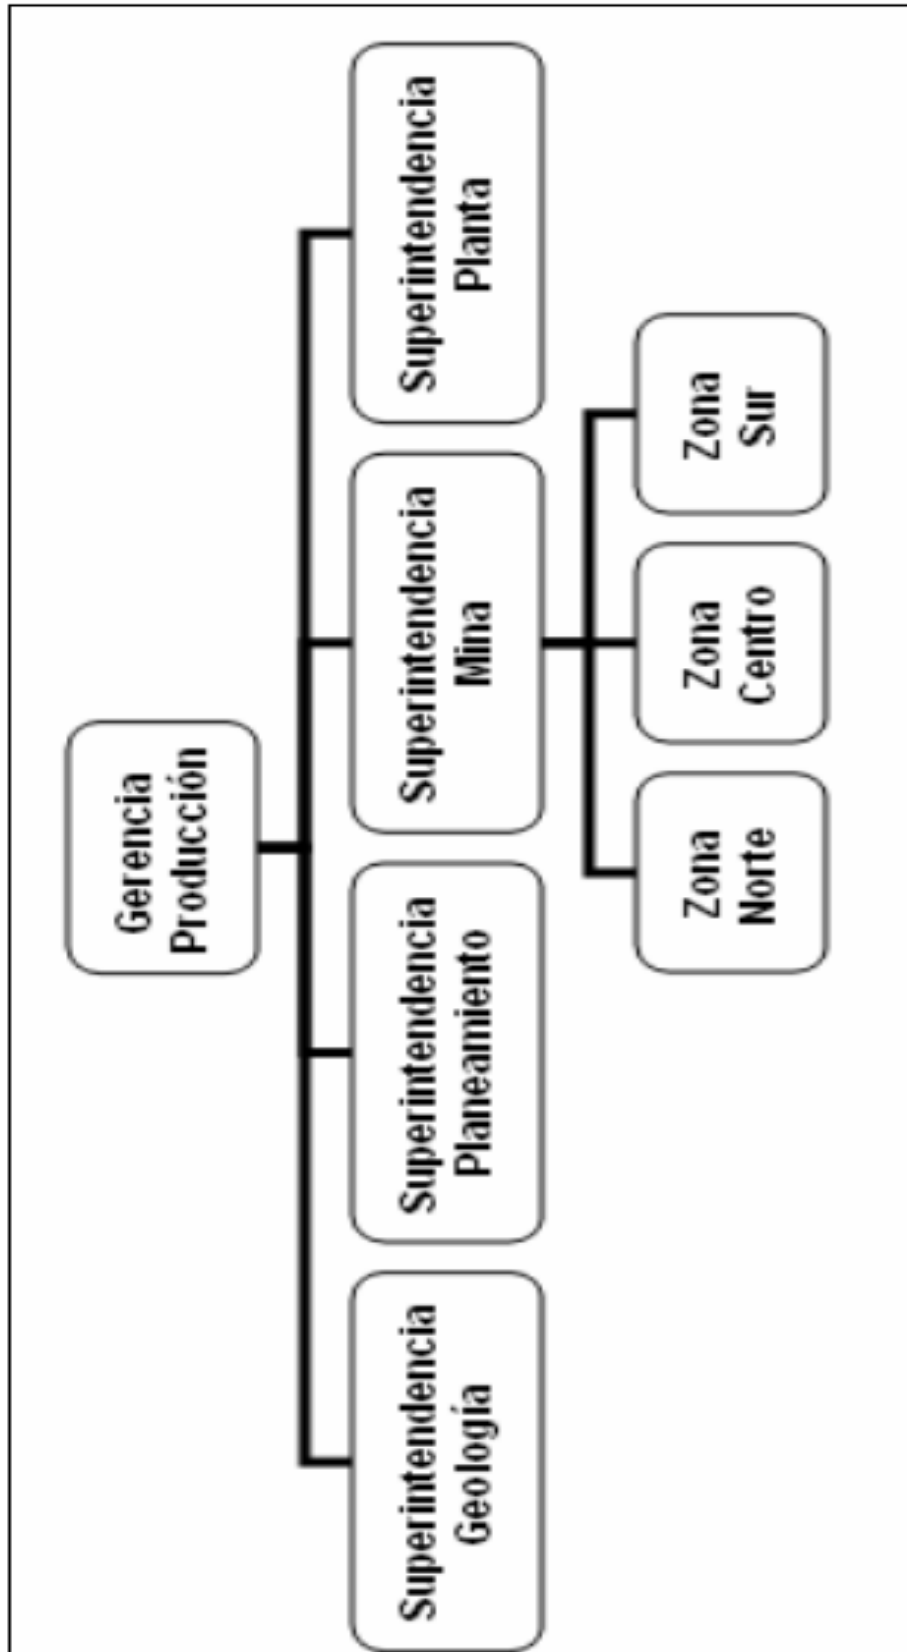 Gerencia
Producción
Superintendencia
Geología
Superintendencia
Planeamiento
Superintendencia
Mina
Superintendencia
Planta
Zona
Norte
Zona
Centro
Zona
Sur